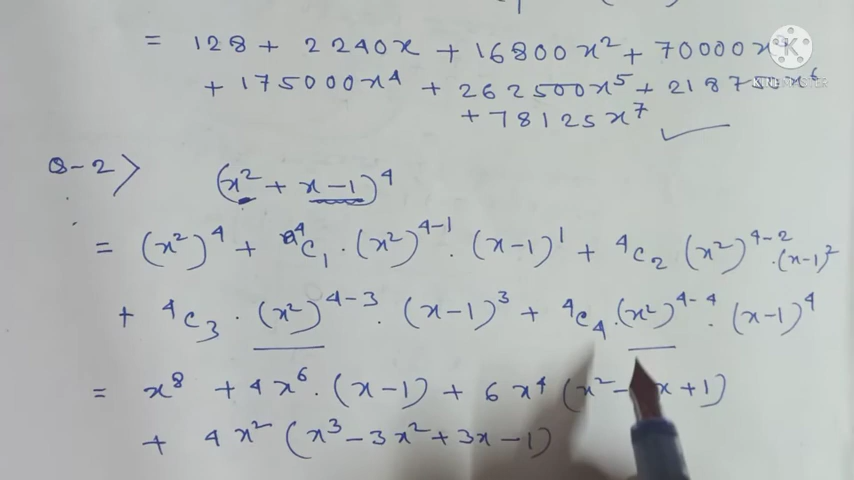 = 128 + 2240x + 16800x² + 70000x³
+ 175000x⁴ + 262500x⁵ + 218750x⁶
+ 78125x⁷
Q-2) (x² + x-1)⁴
= (x²)⁴ + ⁴C₁ · (x²)⁴⁻¹ · (x-1)¹ + ⁴C₂ (x²)⁴⁻² · (x-1)²
+ ⁴C₃ · (x²)⁴⁻³ · (x-1)³ + ⁴C₄ · (x²)⁴⁻⁴ · (x-1)⁴
= x⁸ + 4x⁶ · (x-1) + 6x⁴ (x² - x + 1)
+ 4x² (x³ - 3x² + 3x - 1)